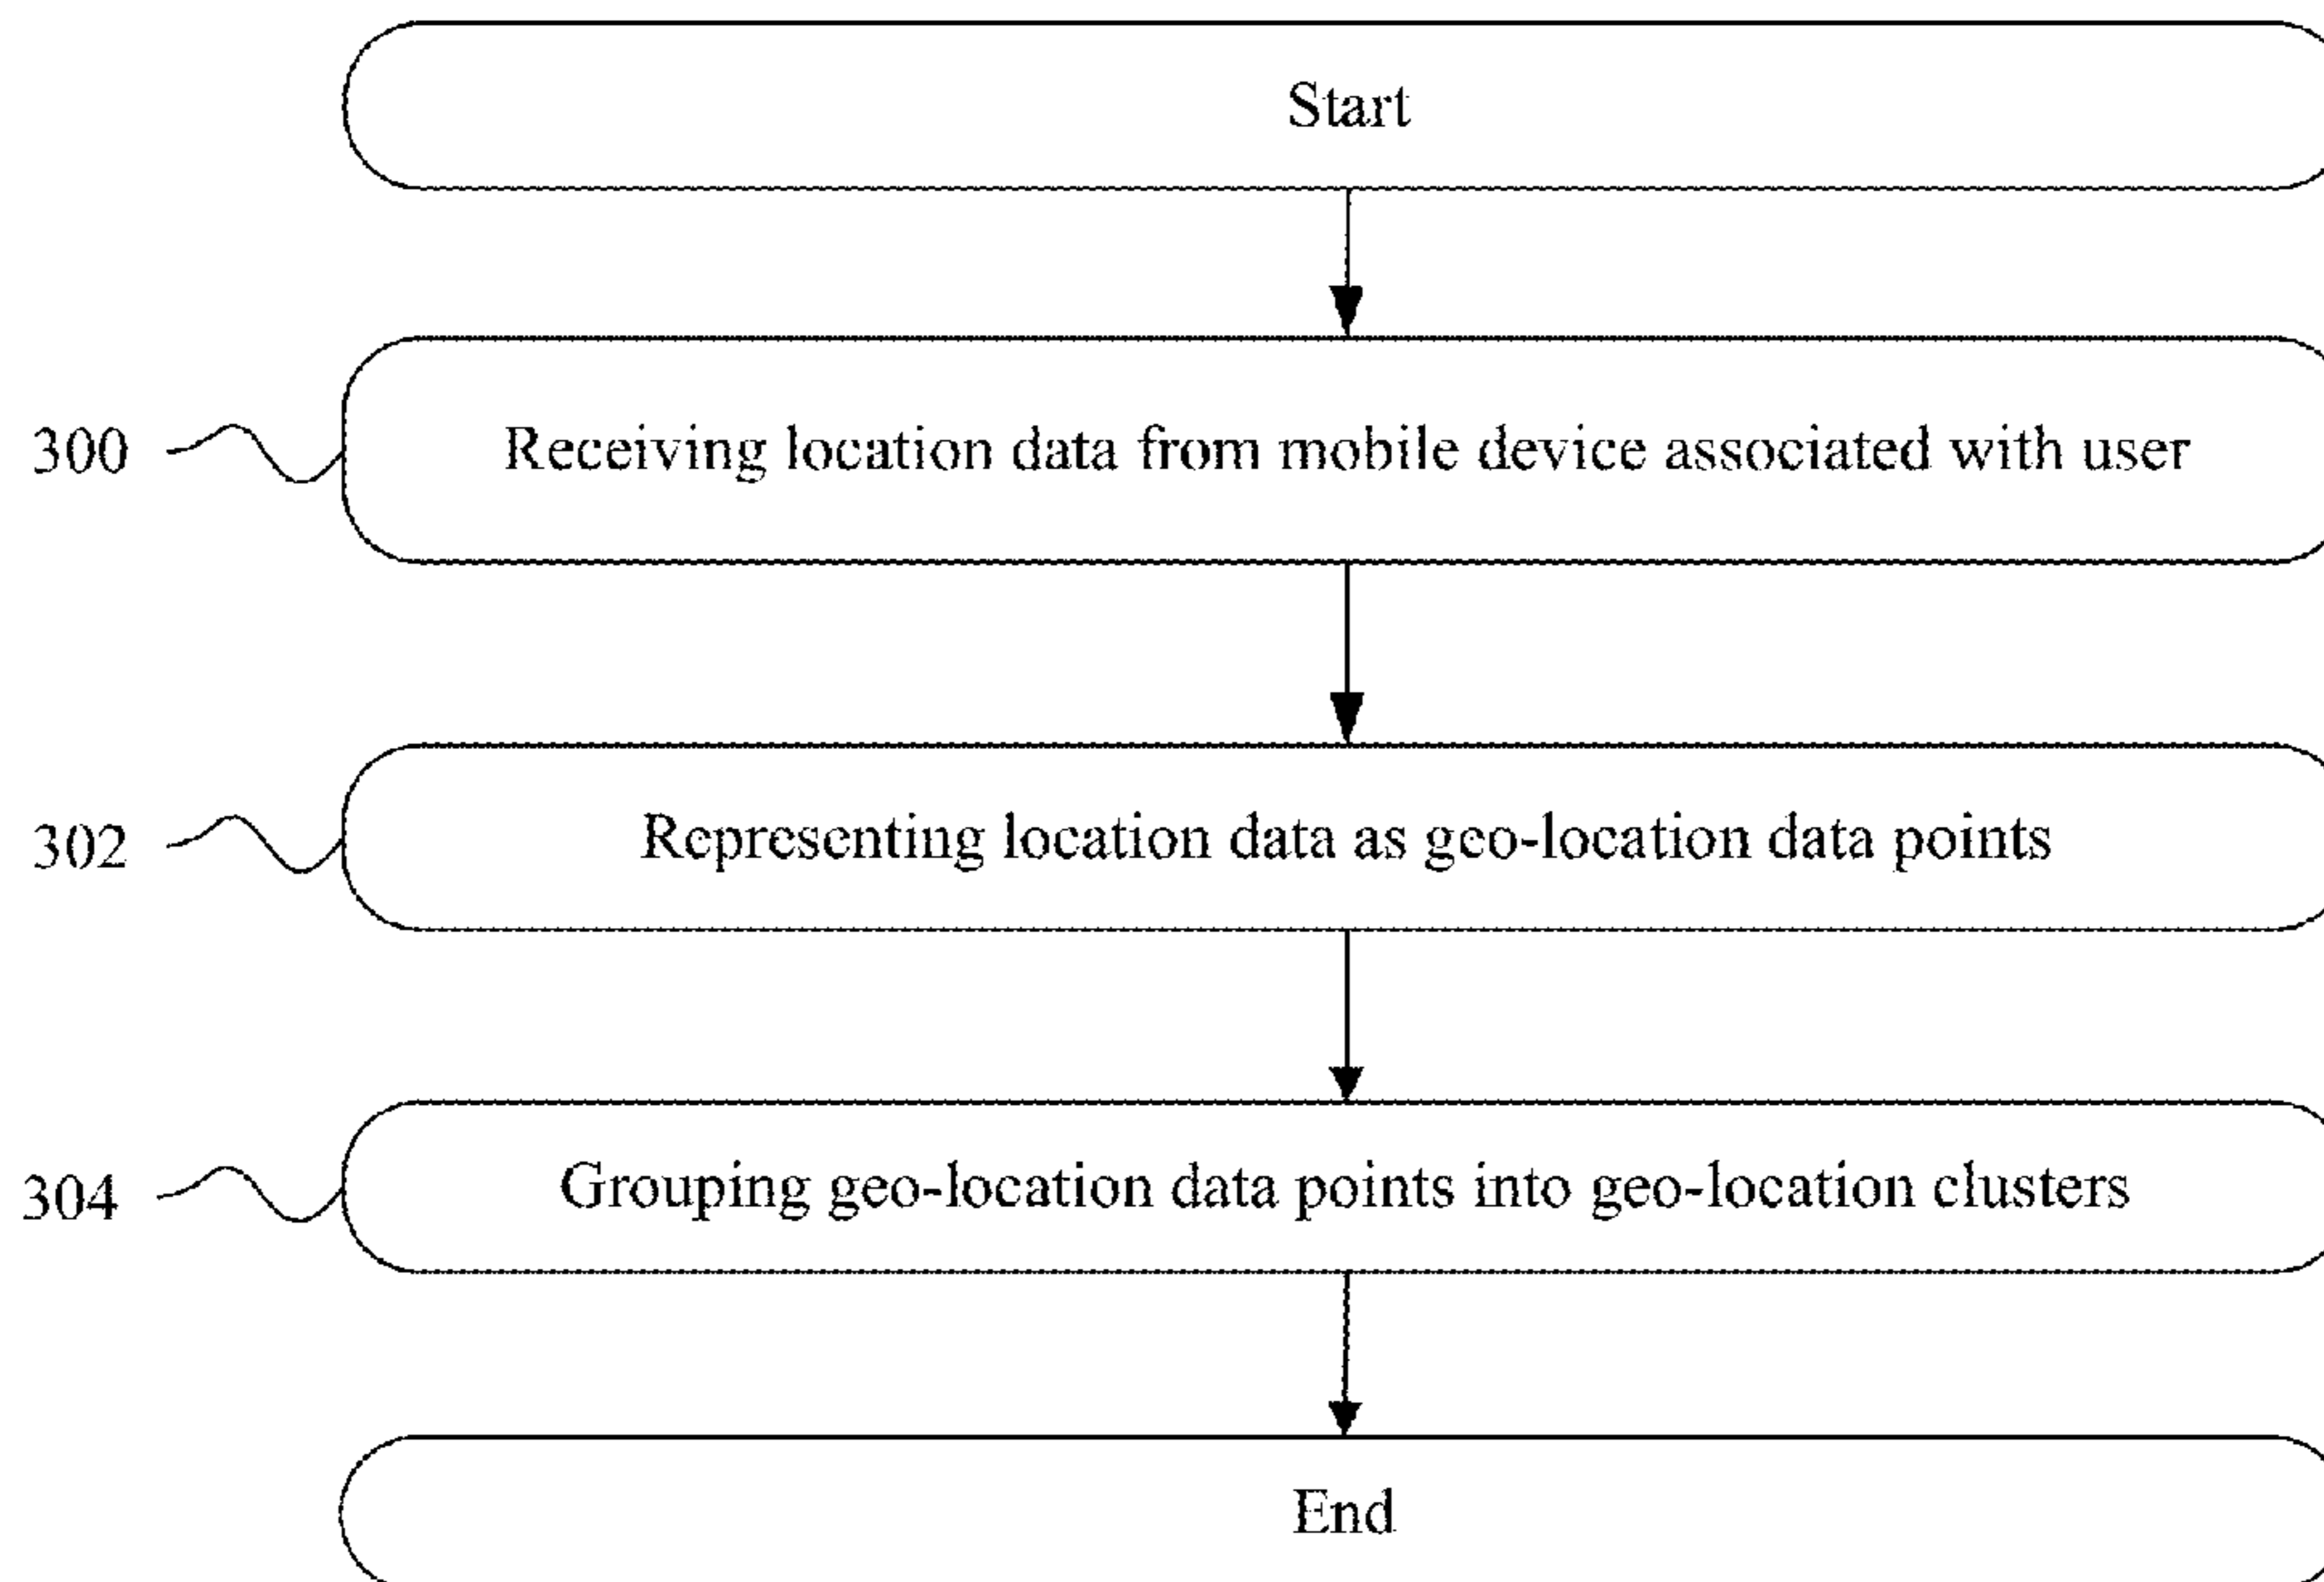 Start
300
Receiving location data from mobile device associated with user
302
Representing location data as geo-location data points
304
Grouping geo-location data points into geo-location clusters
End